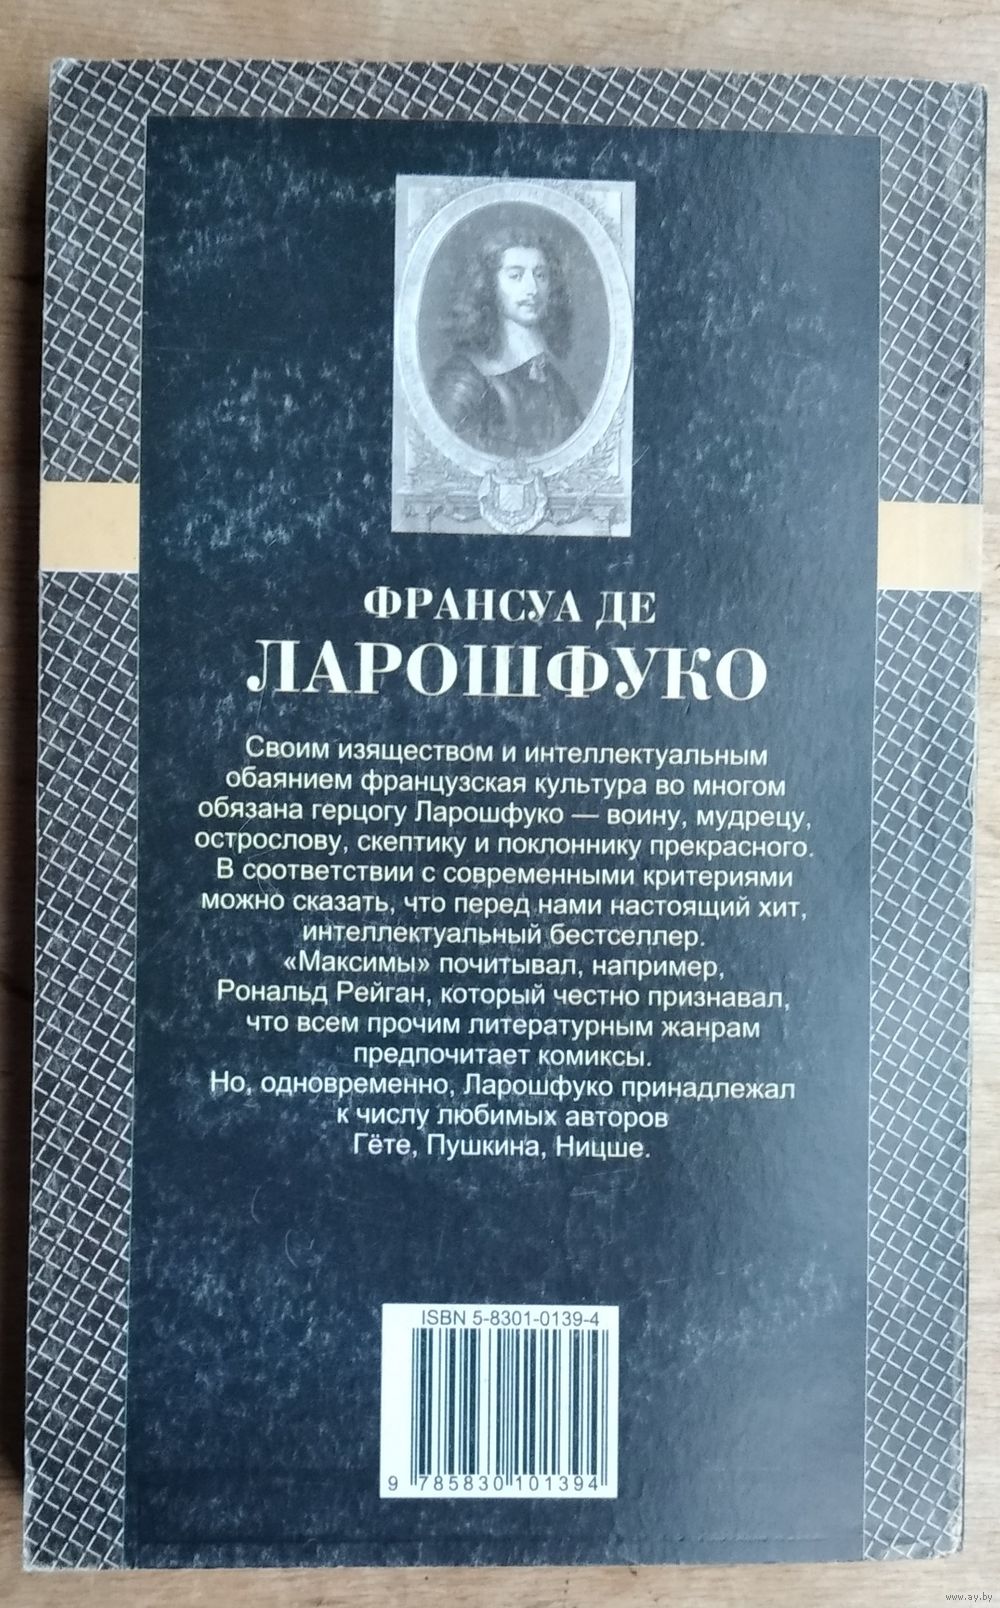 ФРАНСУА ДЕ
ЛАРОШФУКО
Своим изяществом и интеллектуальным
обаянием французская культура во многом
обязана герцогу Ларошфуко — воину, мудрецу,
острослову, скептику и поклоннику прекрасного.
В соответствии с современными критериями
можно сказать, что перед нами настоящий хит,
интеллектуальный бестселлер.
«Максимы» почитывал, например,
Рональд Рейган, который честно признавал,
что всем прочим литературным жанрам
предпочитает комиксы.
Но, одновременно, Ларошфуко принадлежал
к числу любимых авторов
Гёте, Пушкина, Ницше.
ISBN 5-8301-0139-4
9 785830 101394
www.ay.by